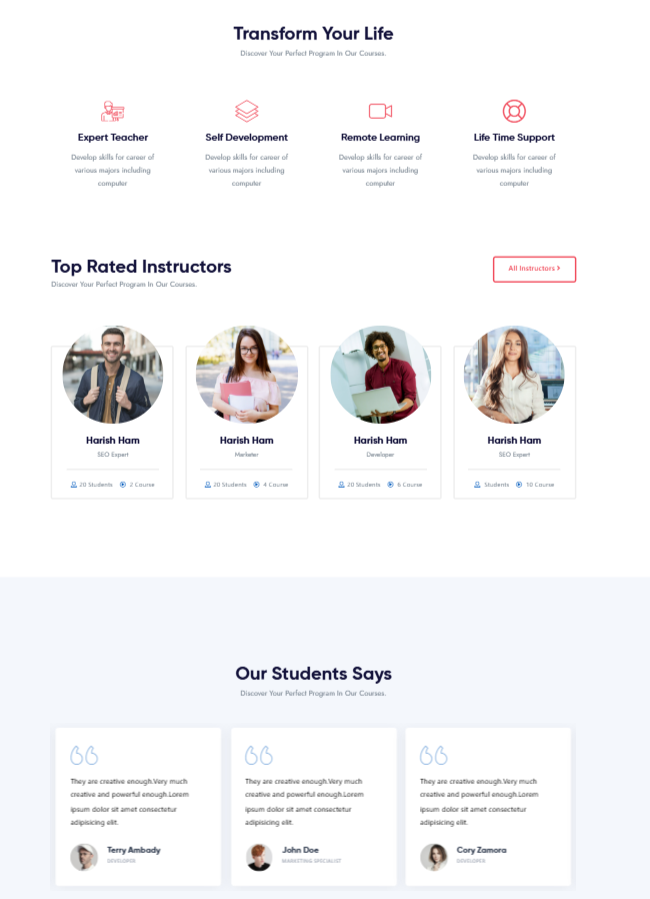 Transform Your Life
Discover Your Perfect Program In Our Courses.
Expert Teacher
Develop skills for career of
various majors including
computer
Self Development
Develop skills for career of
various majors including
computer
Remote Learning
Develop skills for career of
various majors including
computer
Life Time Support
Develop skills for career of
various majors including
computer
Top Rated Instructors
Discover Your Perfect Program In Our Courses.
All Instructors
Harish Ham
SEO Expert
20 Students 2 Course
Harish Ham
Marketer
20 Students 4 Course
Harish Ham
Developer
20 Students 6 Course
Harish Ham
SEO Expert
Students 10 Course
Our Students Says
Discover Your Perfect Program In Our Courses.
They are creative enough.Very much
creative and powerful enough.Lorem
ipsum dolor sit amet consectetur
adipisicing elit.
Terry Ambady
DEVELOPER
They are creative enough.Very much
creative and powerful enough.Lorem
ipsum dolor sit amet consectetur
adipisicing elit.
John Doe
MARKETING SPECIALIST
They are creative enough.Very much
creative and powerful enough.Lorem
ipsum dolor sit amet consectetur
adipisicing elit.
Cory Zamora
DEVELOPER